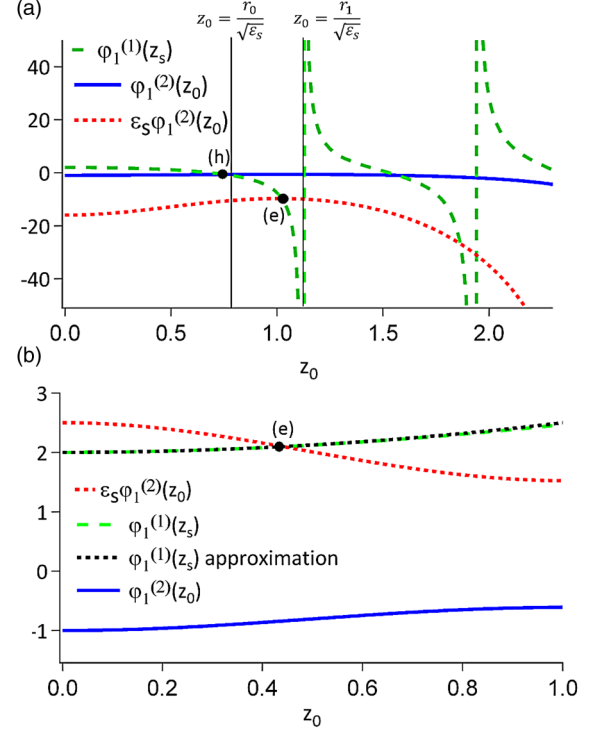 (a)
z₀ = r₀/√εₛ z₀ = r₁/√εₛ
40
φ₁⁽¹⁾(zₛ)
φ₁⁽²⁾(z₀)
20
εₛφ₁⁽²⁾(z₀)
(h)
0
(e)
-20
-40
0.0 0.5 1.0 1.5 2.0
z₀
(b)
3
(e)
2
εₛφ₁⁽²⁾(z₀)
1
φ₁⁽¹⁾(zₛ)
φ₁⁽¹⁾(zₛ) approximation
0
φ₁⁽²⁾(z₀)
-1
0.0 0.2 0.4 0.6 0.8 1.0
z₀